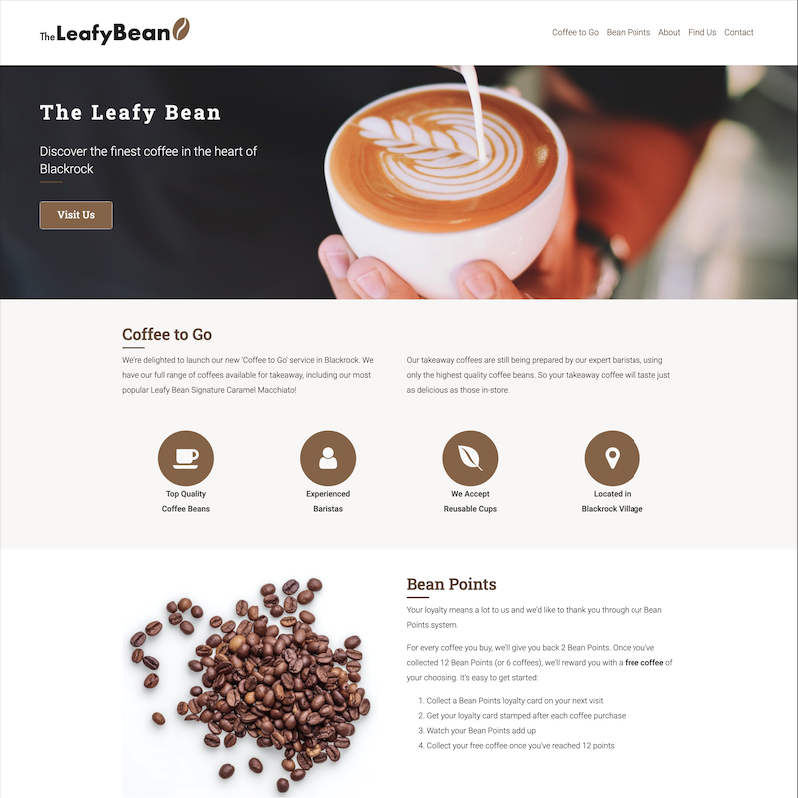 The LeafyBean
Coffee to Go Bean Points About Find Us Contact
The Leafy Bean
Discover the finest coffee in the heart of
Blackrock
Visit Us
Coffee to Go
We're delighted to launch our new 'Coffee to Go' service in Blackrock. We
have our full range of coffees available for takeaway, including our most
popular Leafy Bean Signature Caramel Macchiato!
Our takeaway coffees are still being prepared by our expert baristas, using
only the highest quality coffee beans. So your takeaway coffee will taste just
as delicious as those in-store.
Top Quality
Coffee Beans
Experienced
Baristas
We Accept
Reusable Cups
Located in
Blackrock Village
Bean Points
Your loyalty means a lot to us and we'd like to thank you through our Bean
Points system.
For every coffee you buy, we'll give you back 2 Bean Points. Once you've
collected 12 Bean Points (or 6 coffees), we'll reward you with a free coffee of
your choosing. It's easy to get started:
1. Collect a Bean Points loyalty card on your next visit
2. Get your loyalty card stamped after each coffee purchase
3. Watch your Bean Points add up
4. Collect your free coffee once you've reached 12 points